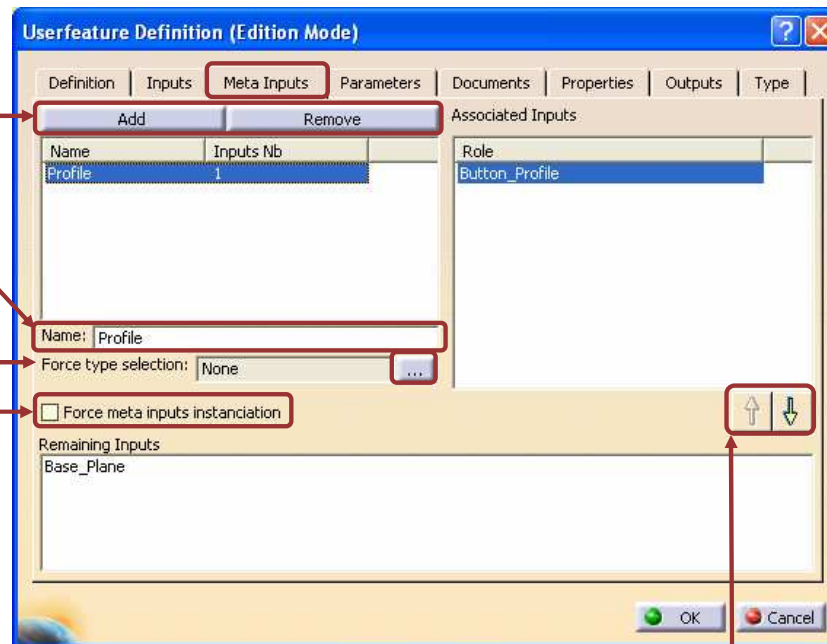 Userfeature Definition (Edition Mode)
?
Definition Inputs Meta Inputs Parameters Documents Properties Outputs Type
Add Remove
Associated Inputs
Name Inputs Nb
Role
Profile 1
Button_Profile
Name: Profile
Force type selection: None ...
Force meta inputs instanciation
Remaining Inputs
Base_Plane
OK Cancel